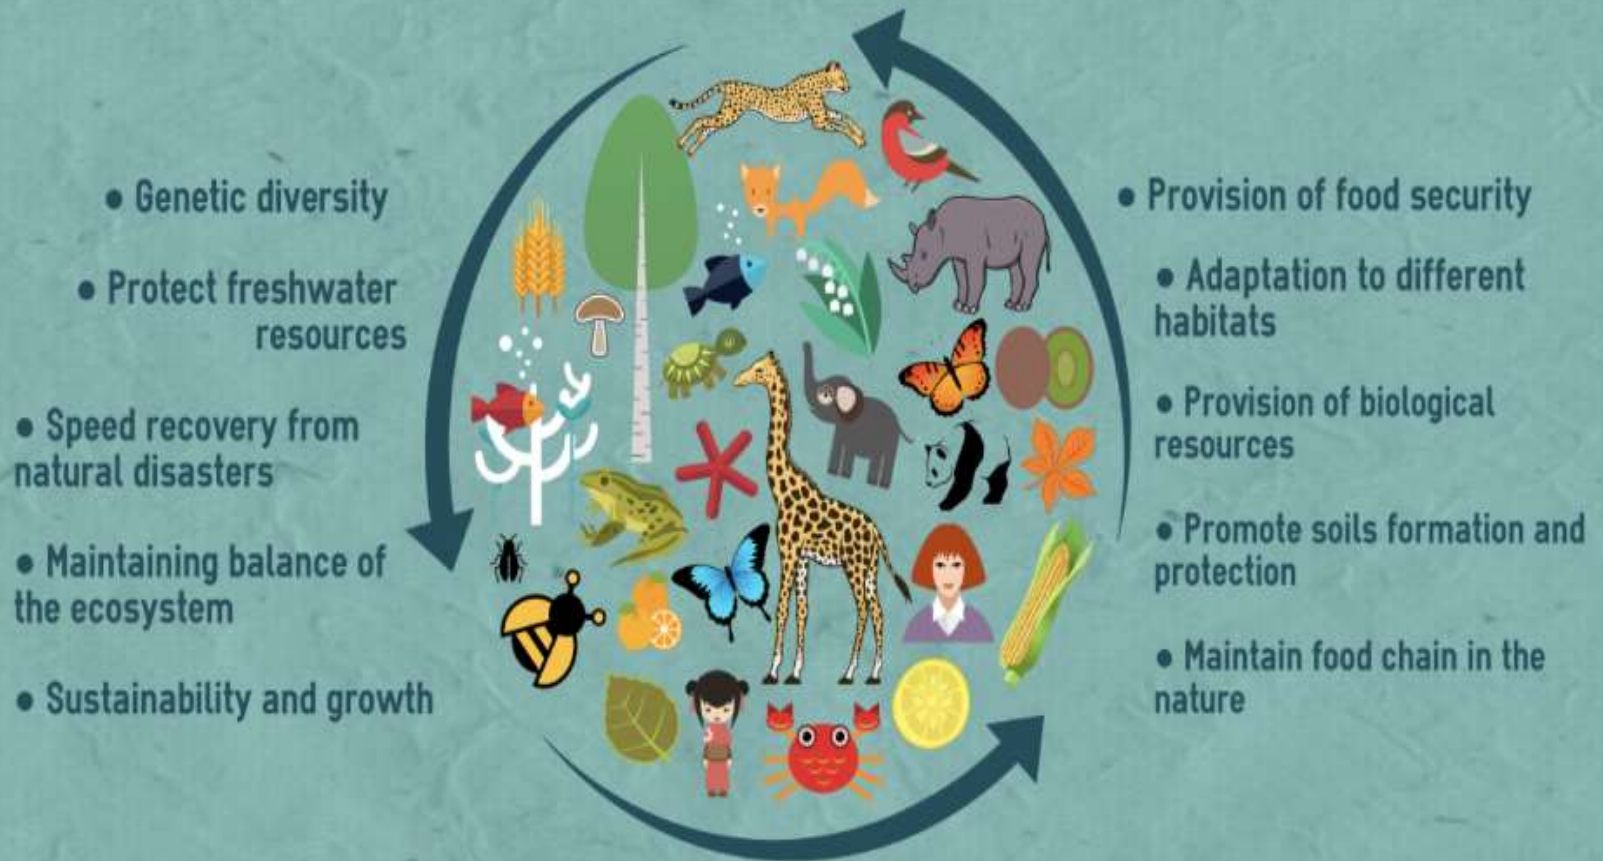 ● Genetic diversity
● Protect freshwater
resources
● Speed recovery from
natural disasters
● Maintaining balance of
the ecosystem
● Sustainability and growth
● Provision of food security
● Adaptation to different
habitats
● Provision of biological
resources
● Promote soils formation and
protection
● Maintain food chain in the
nature